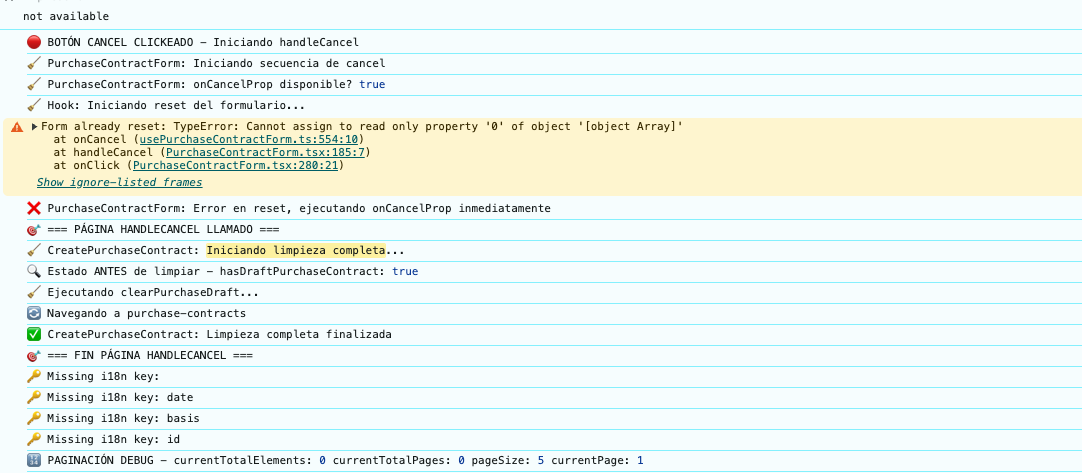 not available
BOTÓN CANCEL CLICKEADO – Iniciando handleCancel
PurchaseContractForm: Iniciando secuencia de cancel
PurchaseContractForm: onCancelProp disponible? true
Hook: Iniciando reset del formulario...
Form already reset: TypeError: Cannot assign to read only property '0' of object '[object Array]'
at onCancel (usePurchaseContractForm.ts:554:10)
at handleCancel (PurchaseContractForm.tsx:185:7)
at onClick (PurchaseContractForm.tsx:280:21)
Show ignore–listed frames
PurchaseContractForm: Error en reset, ejecutando onCancelProp inmediatamente
=== PÁGINA HANDLECANCEL LLAMADO ===
CreatePurchaseContract: Iniciando limpieza completa...
Estado ANTES de limpiar – hasDraftPurchaseContract: true
Ejecutando clearPurchaseDraft...
Navegando a purchase–contracts
CreatePurchaseContract: Limpieza completa finalizada
=== FIN PÁGINA HANDLECANCEL ===
Missing i18n key:
Missing i18n key: date
Missing i18n key: basis
Missing i18n key: id
PAGINACIÓN DEBUG – currentTotalElements: 0 currentTotalPages: 0 pageSize: 5 currentPage: 1